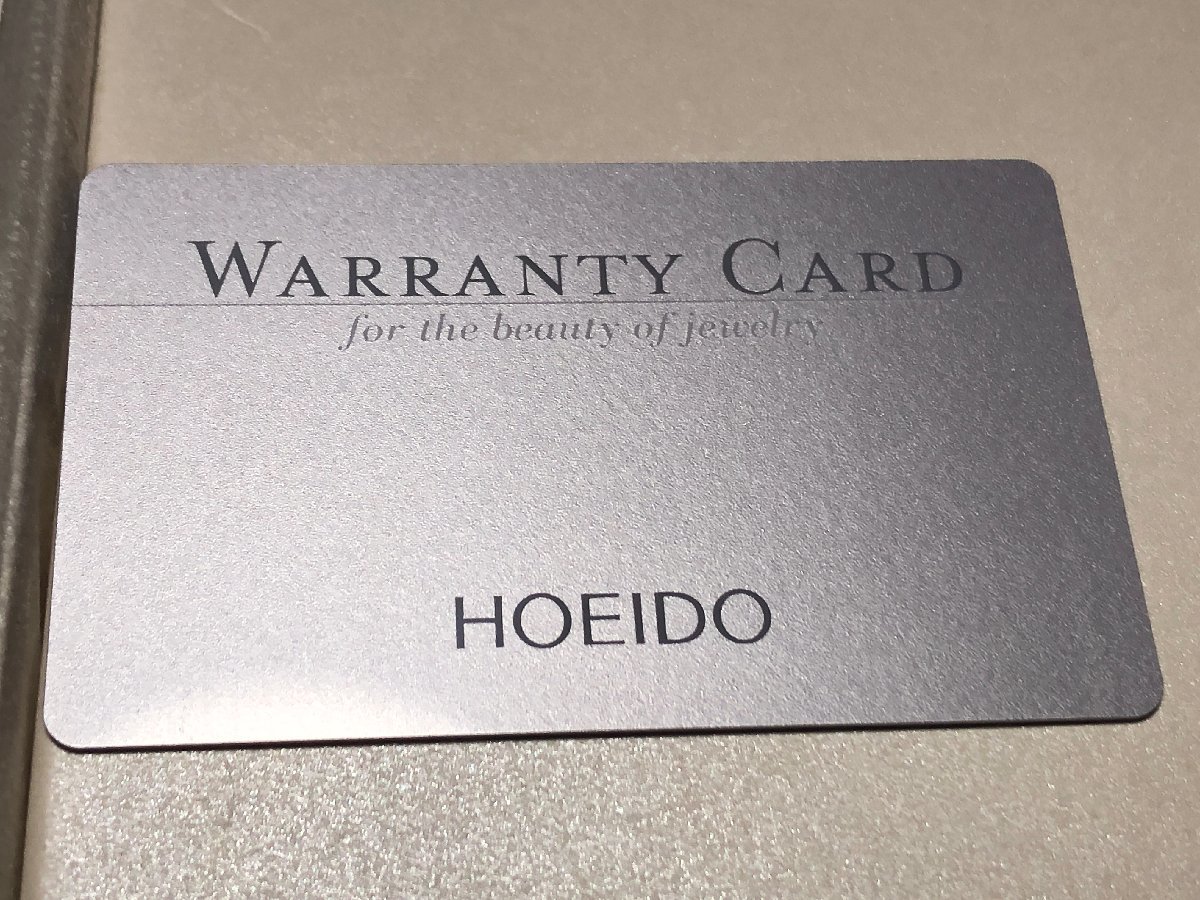 WARRANTY CARD
for the beauty of jewelry
HOEIDO